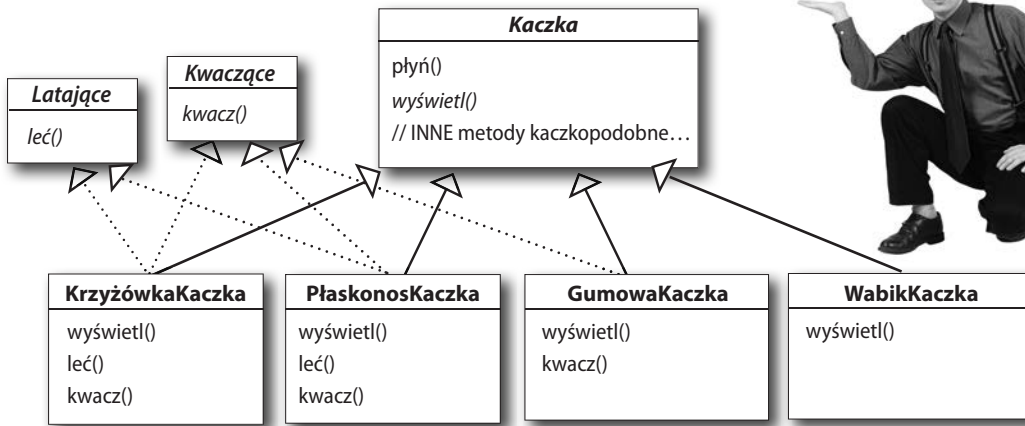 Kaczka
płyń()
wyświetl()
// INNE metody kaczkopodobne…
Kwaczące
kwacz()
Latające
leć()
KrzyżówkaKaczka
wyświetl()
leć()
kwacz()
PłaskonosKaczka
wyświetl()
leć()
kwacz()
GumowaKaczka
wyświetl()
kwacz()
WabikKaczka
wyświetl()